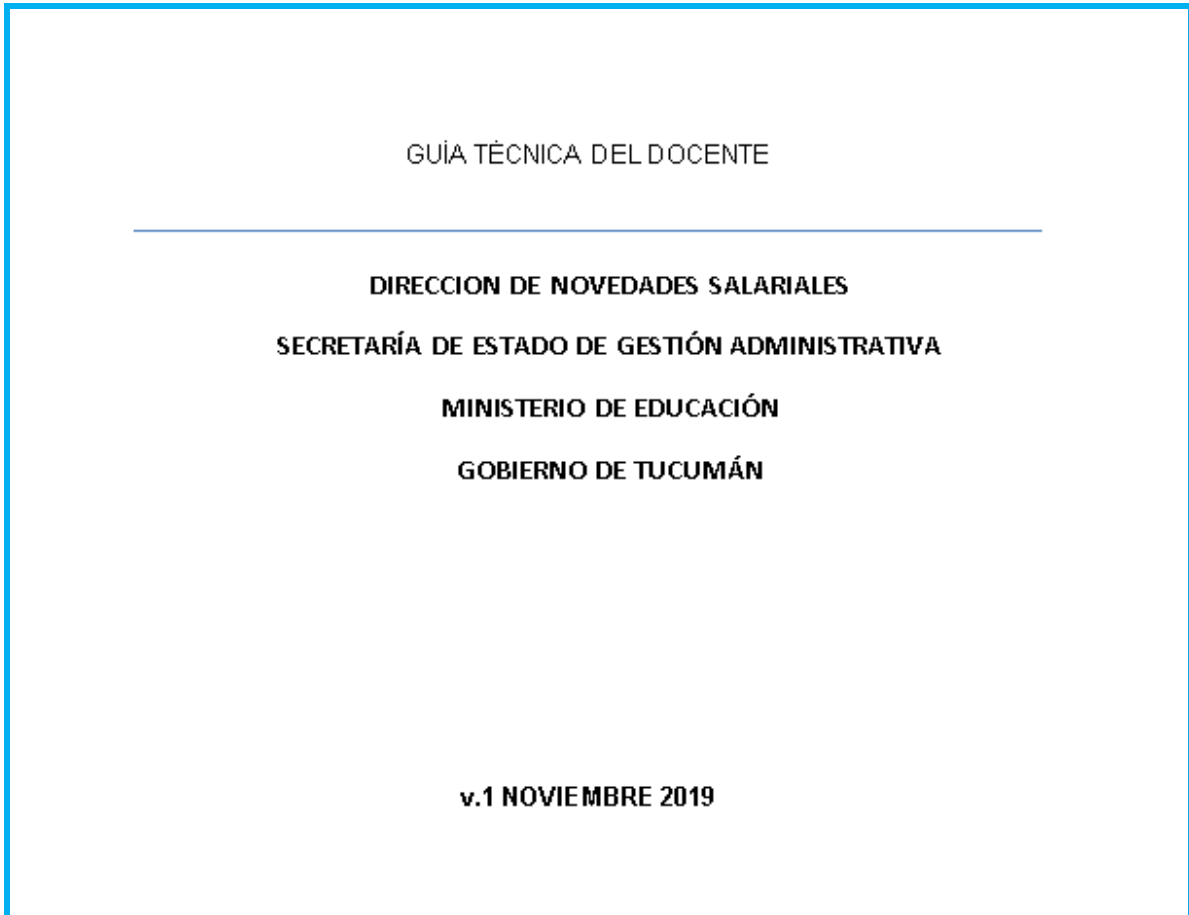 GUÍA TÉCNICA DEL DOCENTE
DIRECCION DE NOVEDADES SALARIALES
SECRETARÍA DE ESTADO DE GESTIÓN ADMINISTRATIVA
MINISTERIO DE EDUCACIÓN
GOBIERNO DE TUCUMÁN
v.1 NOVIEMBRE 2019